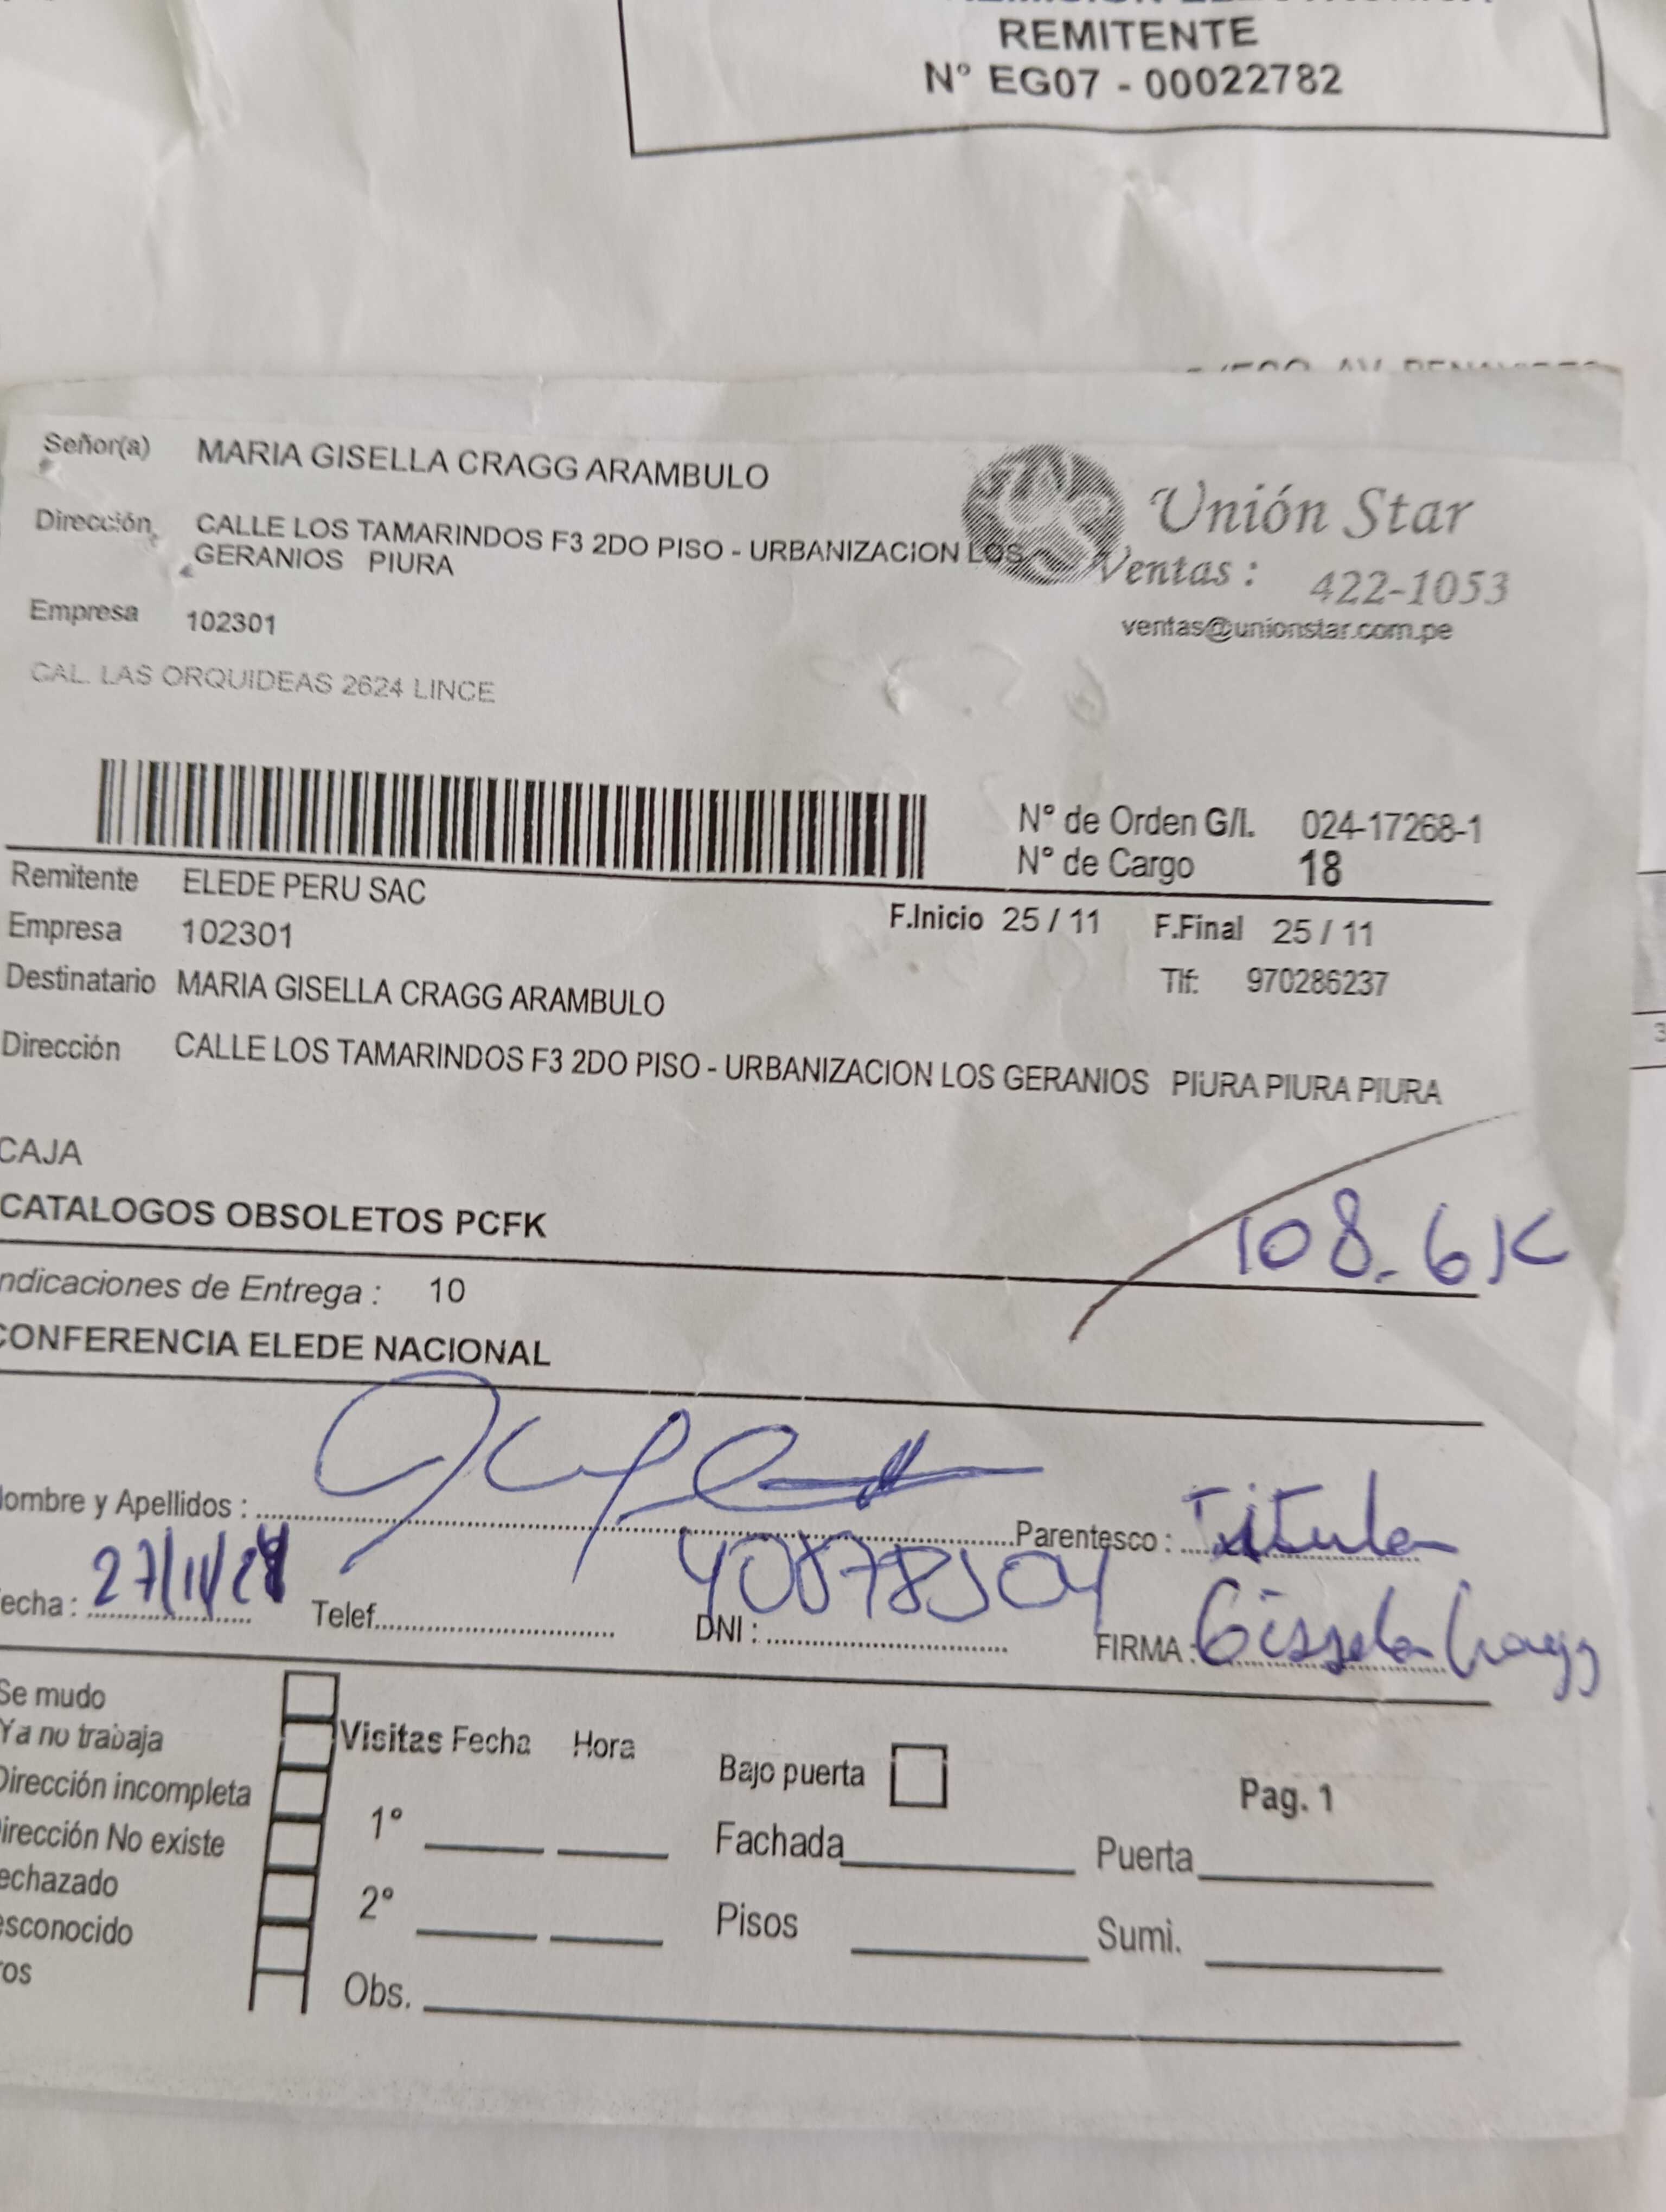 REMITENTE
N° EG07 - 00022782
Señor(a) MARIA GISELLA CRAGG ARAMBULO
Unión Star
Dirección CALLE LOS TAMARINDOS F3 2DO PISO - URBANIZACION LOS
GERANIOS PIURA
Ventas : 422-1053
ventas@unionstar.com.pe
Empresa 102301
CAL. LAS ORQUIDEAS 2624 LINCE
N° de Orden G/I. 024-17268-1
N° de Cargo 18
Remitente ELEDE PERU SAC
Empresa 102301
F.Inicio 25 / 11 F.Final 25 / 11
Destinatario MARIA GISELLA CRAGG ARAMBULO
Tlf: 970286237
Dirección CALLE LOS TAMARINDOS F3 2DO PISO - URBANIZACION LOS GERANIOS PIURA PIURA PIURA
CAJA
CATALOGOS OBSOLETOS PCFK
108.6K
ndicaciones de Entrega : 10
CONFERENCIA ELEDE NACIONAL
ombre y Apellidos : Parentesco : Titular
echa : 27/11/24 Telef. DNI : 40878504 FIRMA : Gissela Cragg
Se mudo
Ya no trabaja
Dirección incompleta
irección No existe
echazado
esconocido
ros
Visitas Fecha Hora
1°
2°
Obs.
Bajo puerta
Pag. 1
Fachada
Puerta
Pisos
Sumi.